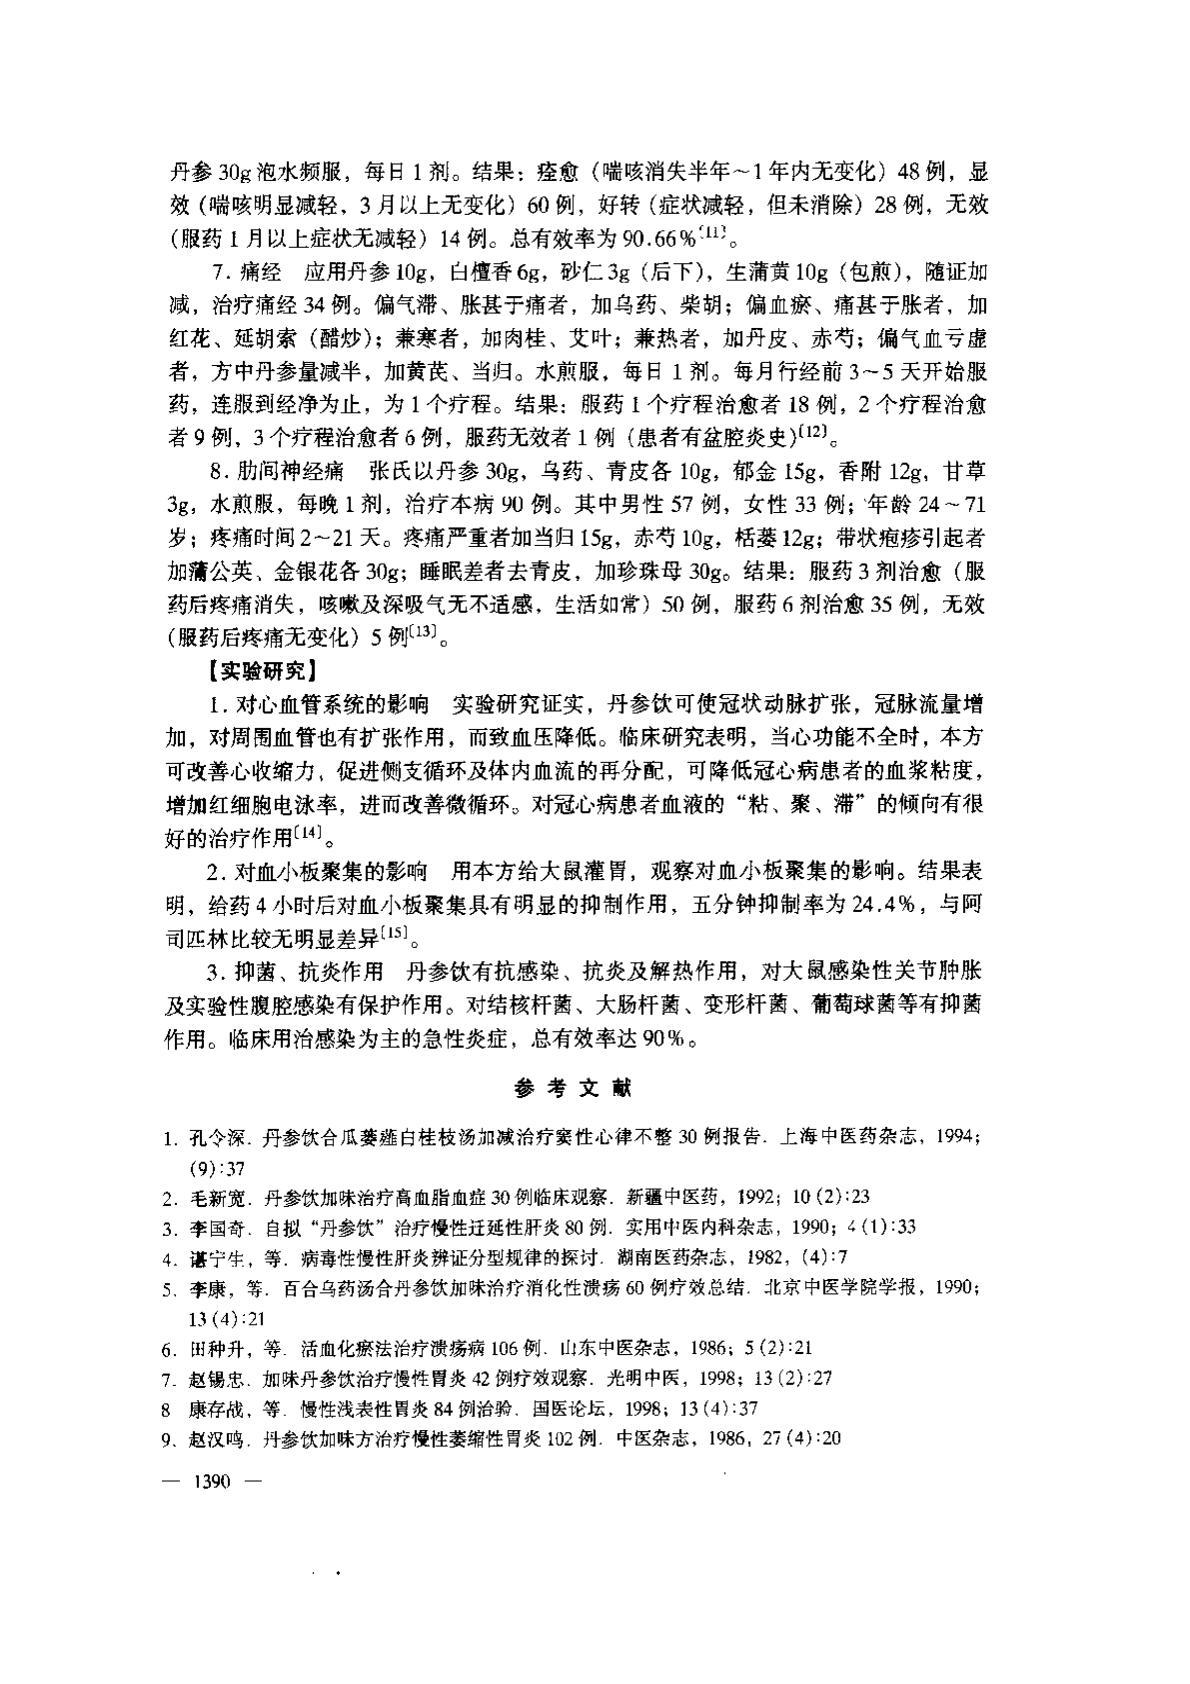 丹参 30g 泡水频服，每日 1 剂。结果：痊愈（喘咳消失半年～1 年内无变化）48 例，显
效（喘咳明显减轻，3 月以上无变化）60 例，好转（症状减轻，但未消除）28 例，无效
（服药 1 月以上症状无减轻）14 例。总有效率为 90.66%〔11〕。
7. 痛经　应用丹参 10g，白檀香 6g，砂仁 3g（后下），生蒲黄 10g（包煎），随证加
减，治疗痛经 34 例。偏气滞、胀甚于痛者，加乌药、柴胡；偏血瘀、痛甚于胀者，加
红花、延胡索（醋炒）；兼寒者，加肉桂、艾叶；兼热者，加丹皮、赤芍；偏气血亏虚
者，方中丹参量减半，加黄芪、当归。水煎服，每日 1 剂。每月行经前 3～5 天开始服
药，连服到经净为止，为 1 个疗程。结果：服药 1 个疗程治愈者 18 例，2 个疗程治愈
者 9 例，3 个疗程治愈者 6 例，服药无效者 1 例（患者有盆腔炎史）〔12〕。
8. 肋间神经痛　张氏以丹参 30g，乌药、青皮各 10g，郁金 15g，香附 12g，甘草
3g，水煎服，每晚 1 剂，治疗本病 90 例。其中男性 57 例，女性 33 例；年龄 24～71
岁；疼痛时间 2～21 天。疼痛严重者加当归 15g，赤芍 10g，栝蒌 12g；带状疱疹引起者
加蒲公英、金银花各 30g；睡眠差者去青皮，加珍珠母 30g。结果：服药 3 剂治愈（服
药后疼痛消失，咳嗽及深吸气无不适感，生活如常）50 例，服药 6 剂治愈 35 例，无效
（服药后疼痛无变化）5 例〔13〕。
【实验研究】
1. 对心血管系统的影响　实验研究证实，丹参饮可使冠状动脉扩张，冠脉流量增
加，对周围血管也有扩张作用，而致血压降低。临床研究表明，当心功能不全时，本方
可改善心收缩力，促进侧支循环及体内血流的再分配，可降低冠心病患者的血浆粘度，
增加红细胞电泳率，进而改善微循环。对冠心病患者血液的“粘、聚、滞”的倾向有很
好的治疗作用〔14〕。
2. 对血小板聚集的影响　用本方给大鼠灌胃，观察对血小板聚集的影响。结果表
明，给药 4 小时后对血小板聚集具有明显的抑制作用，五分钟抑制率为 24.4%，与阿
司匹林比较无明显差异〔15〕。
3. 抑菌、抗炎作用　丹参饮有抗感染、抗炎及解热作用，对大鼠感染性关节肿胀
及实验性腹腔感染有保护作用。对结核杆菌、大肠杆菌、变形杆菌、葡萄球菌等有抑菌
作用。临床用治感染为主的急性炎症，总有效率达 90%。
参 考 文 献
1. 孔令深. 丹参饮合瓜蒌薤白桂枝汤加减治疗窦性心律不整 30 例报告. 上海中医药杂志，1994；
(9):37
2. 毛新宽. 丹参饮加味治疗高血脂血症 30 例临床观察. 新疆中医药，1992；10 (2):23
3. 李国奇. 自拟“丹参饮”治疗慢性迁延性肝炎 80 例. 实用中医内科杂志，1990；4 (1):33
4. 谌宁生，等. 病毒性慢性肝炎辨证分型规律的探讨. 湖南医药杂志，1982，(4):7
5. 李康，等. 百合乌药汤合丹参饮加味治疗消化性溃疡 60 例疗效总结. 北京中医学院学报，1990；
13 (4):21
6. 田种升，等. 活血化瘀法治疗溃疡病 106 例. 山东中医杂志，1986；5 (2):21
7. 赵锡忠. 加味丹参饮治疗慢性胃炎 42 例疗效观察. 光明中医，1998；13 (2):27
8 康存战，等. 慢性浅表性胃炎 84 例治验. 国医论坛，1998；13 (4):37
9. 赵汉鸣. 丹参饮加味方治疗慢性萎缩性胃炎 102 例. 中医杂志，1986，27 (4):20
— 1390 —